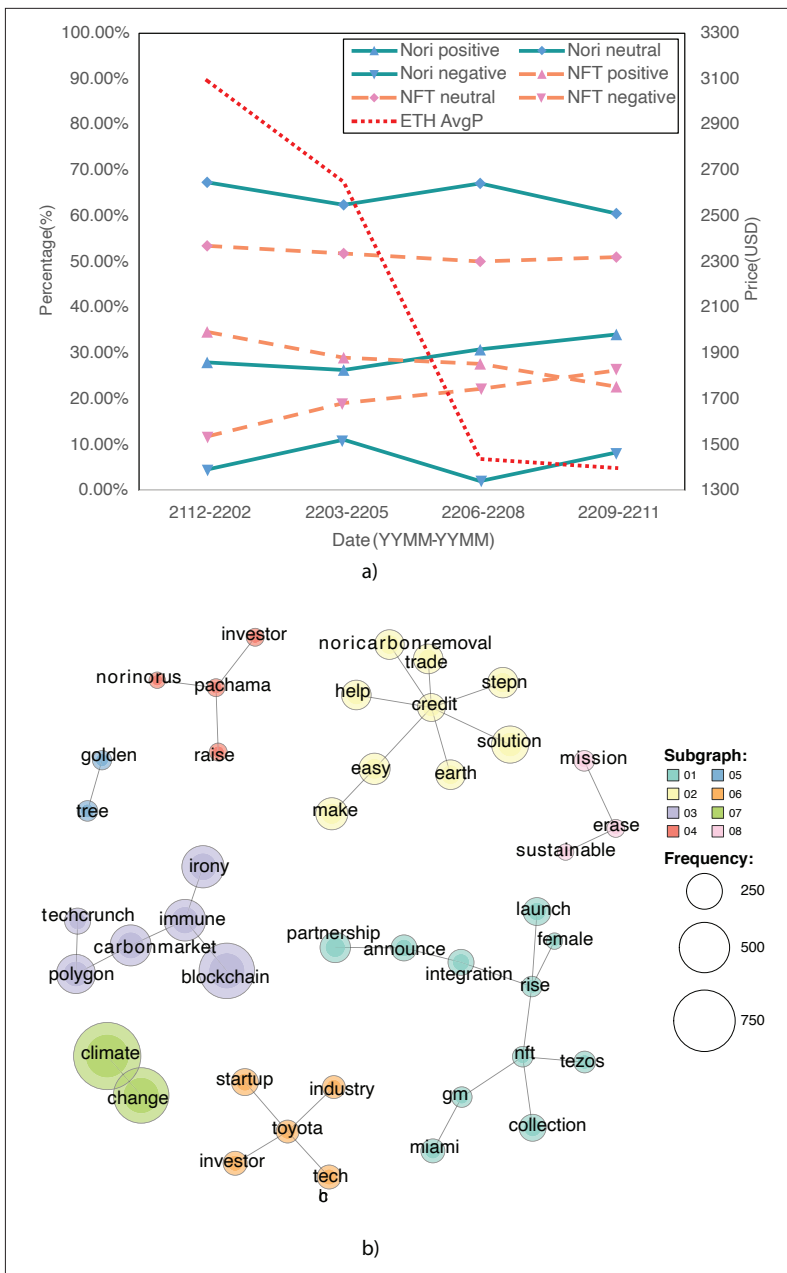 100.00%
90.00%
80.00%
70.00%
60.00%
50.00%
40.00%
30.00%
20.00%
10.00%
0.00%
Percentage(%)
Nori positive Nori neutral
Nori negative NFT positive
NFT neutral NFT negative
ETH AvgP
3300
3100
2900
2700
2500
2300
2100
1900
1700
1500
1300
Price(USD)
2112-2202 2203-2205 2206-2208 2209-2211
Date(YYMM-YYMM)
a)
investor
norinorus
pachama
raise
golden
tree
noricarbonremoval
trade
stepn
help
credit
solution
easy
earth
make
mission
erase
sustainable
Subgraph:
01 05
02 06
03 07
04 08
Frequency:
250
500
750
irony
techcrunch
immune
carbonmarket
polygon
blockchain
launch
partnership
announce
female
integration
rise
nft
tezos
gm
collection
miami
climate
change
startup
industry
toyota
investor
tech
b)